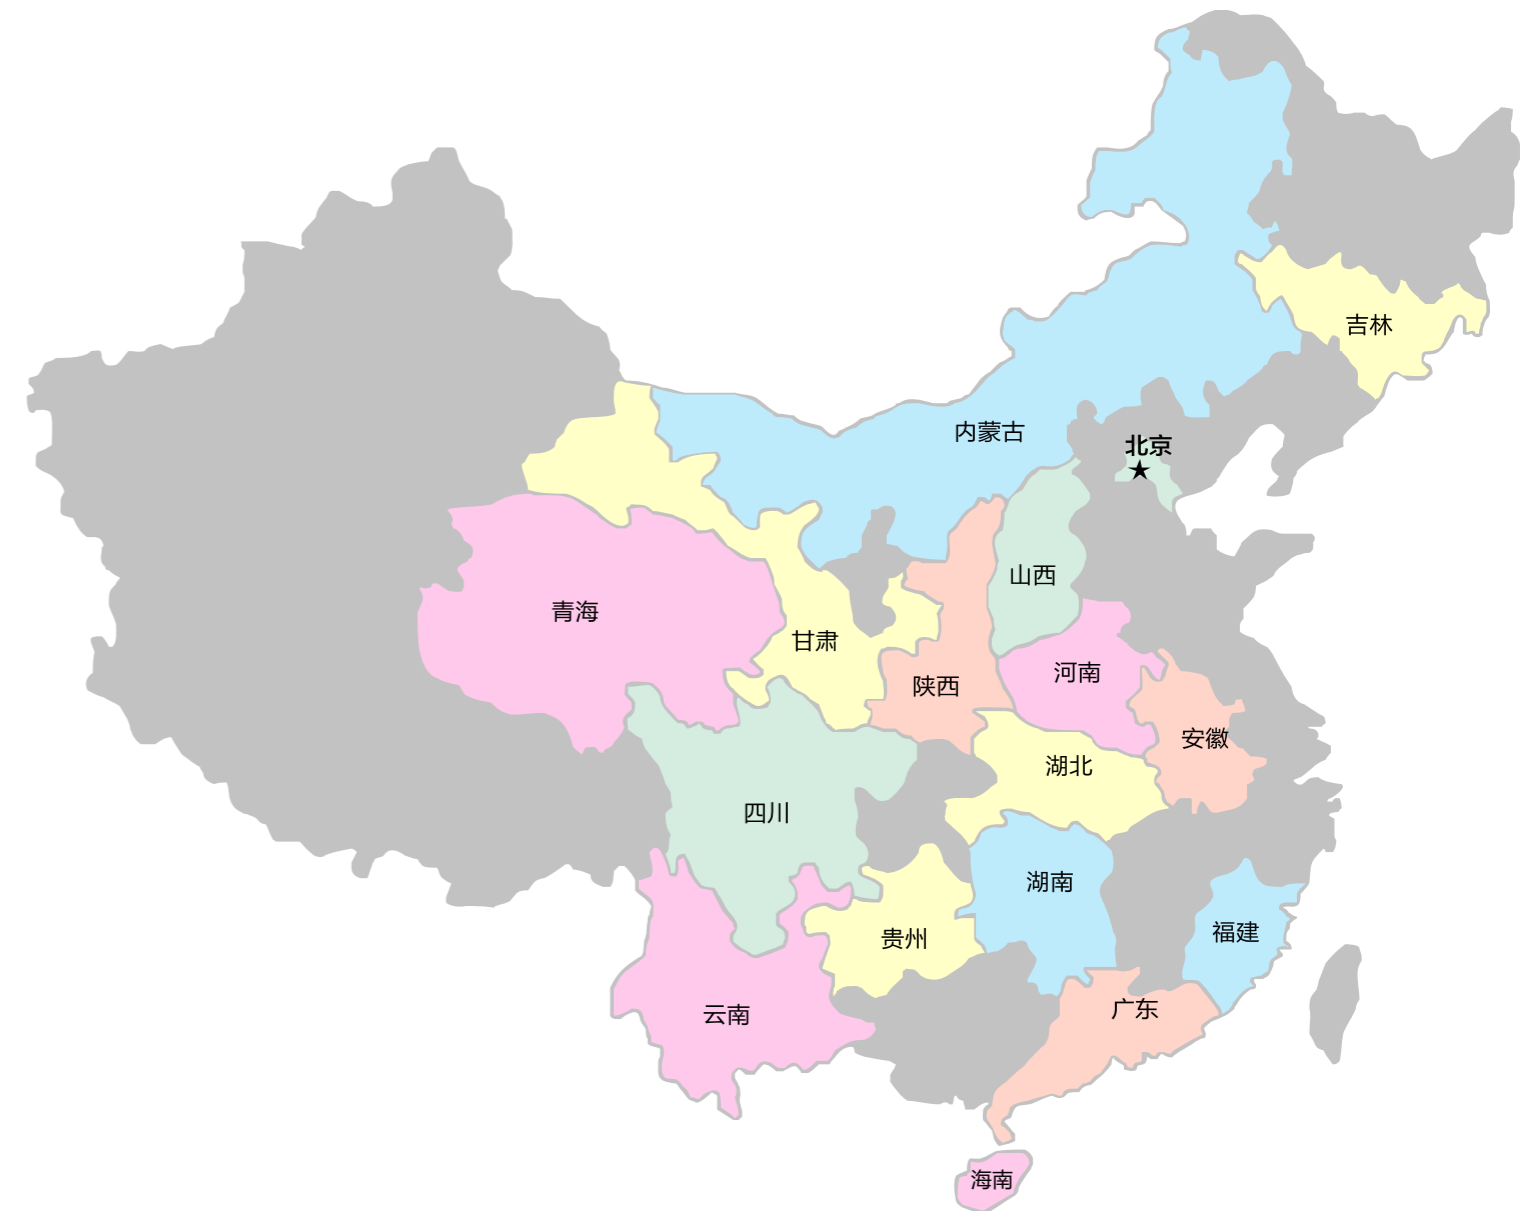 吉林
内蒙古
北京
山西
青海
甘肃
河南
陕西
安徽
湖北
四川
湖南
福建
贵州
广东
云南
海南